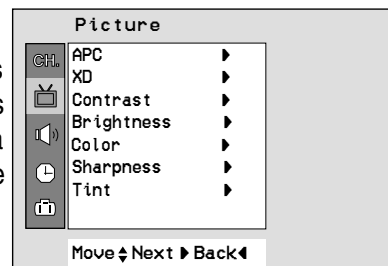 Picture
CH.
APC
XD
Contrast
Brightness
Color
Sharpness
Tint
Move Next Back
s
s
e